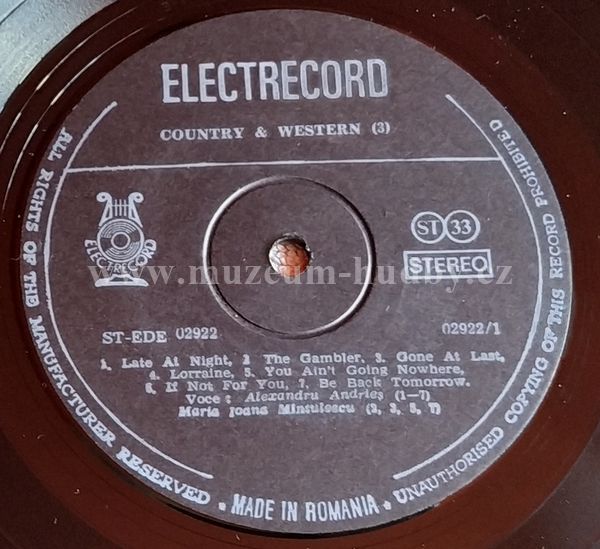 ELECTRECORD
COUNTRY & WESTERN (3)
ELECTRECORD
ST 33
STEREO
www.muzeum-hudby.cz
ST-EDE 02922
02922/1
1. Late At Night, 2 The Gambler, 3. Gone At Last,
4. Lorraine, 5. You Ain't Going Nowhere,
6. If Not For You, 7. Be Back Tomorrow.
Voce: Alexandru Andrieș (1-7)
Maria Ioana Mîntulescu (2, 3, 5, 7)
ALL RIGHTS OF THE MANUFACTURER RESERVED • MADE IN ROMANIA • UNAUTHORISED COPYING OF THIS RECORD PROHIBITED